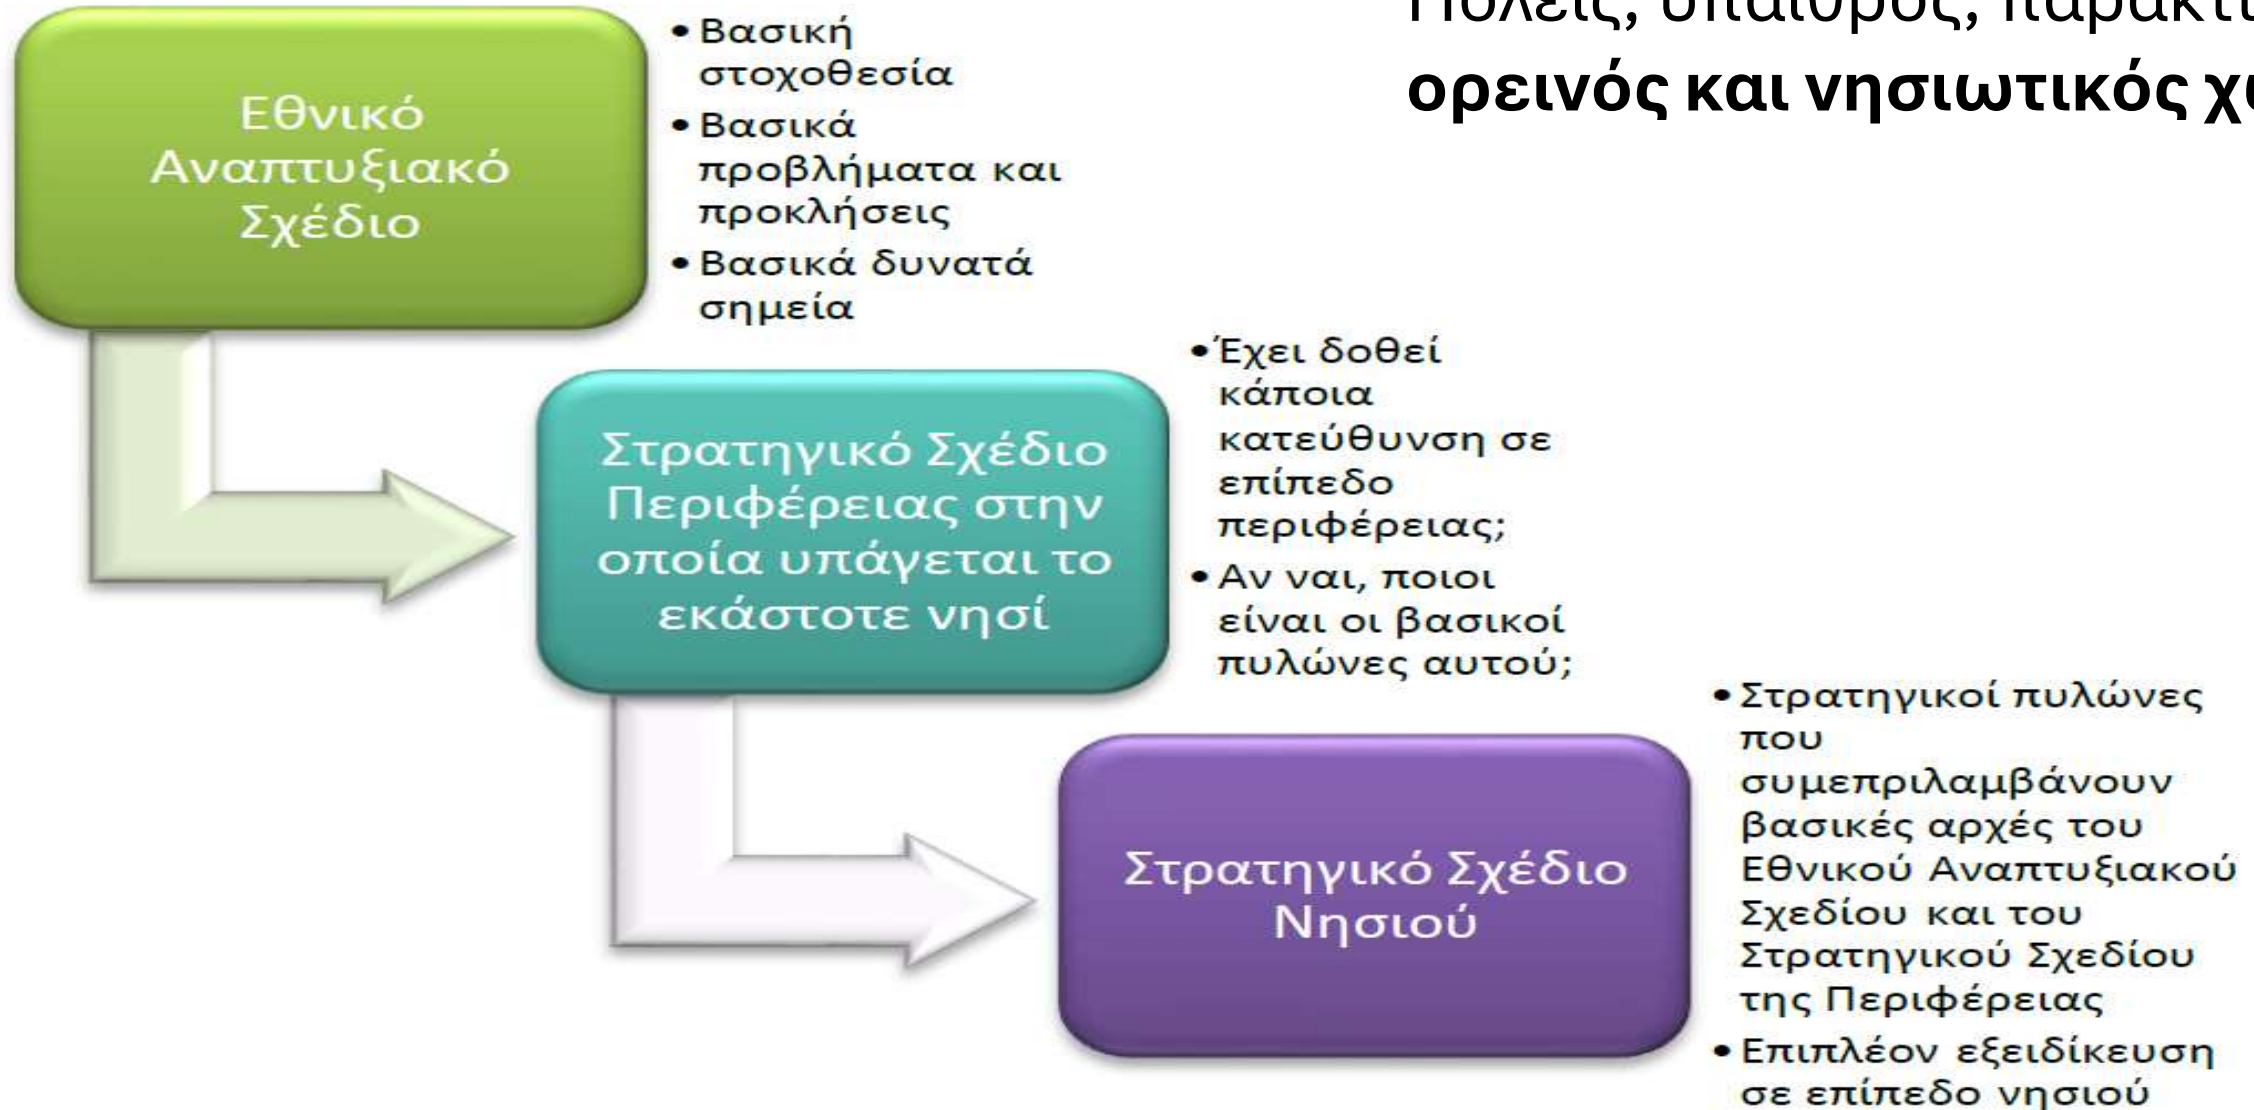 Πόλεις, ύπαιθρος,
ορεινός και νησιωτικός
Εθνικό
Αναπτυξιακό
Σχέδιο
•Βασική
στοχοθεσία
•Βασικά
προβλήματα και
προκλήσεις
•Βασικά δυνατά
σημεία
Στρατηγικό Σχέδιο
Περιφέρειας στην
οποία υπάγεται το
εκάστοτε νησί
•Έχει δοθεί
κάποια
κατεύθυνση σε
επίπεδο
περιφέρειας;
•Αν ναι, ποιοι
είναι οι βασικοί
πυλώνες αυτού;
Στρατηγικό Σχέδιο
Νησιού
•Στρατηγικοί πυλώνες
που
συμεπριλαμβάνουν
βασικές αρχές του
Εθνικού Αναπτυξιακού
Σχεδίου και του
Στρατηγικού Σχεδίου
της Περιφέρειας
•Επιπλέον εξειδίκευση
σε επίπεδο νησιού